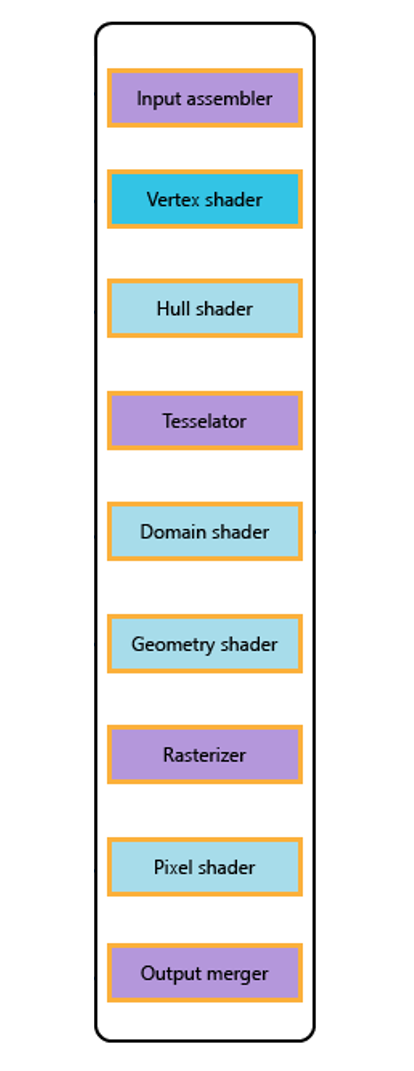 Input assembler
Vertex shader
Hull shader
Tesselator
Domain shader
Geometry shader
Rasterizer
Pixel shader
Output merger